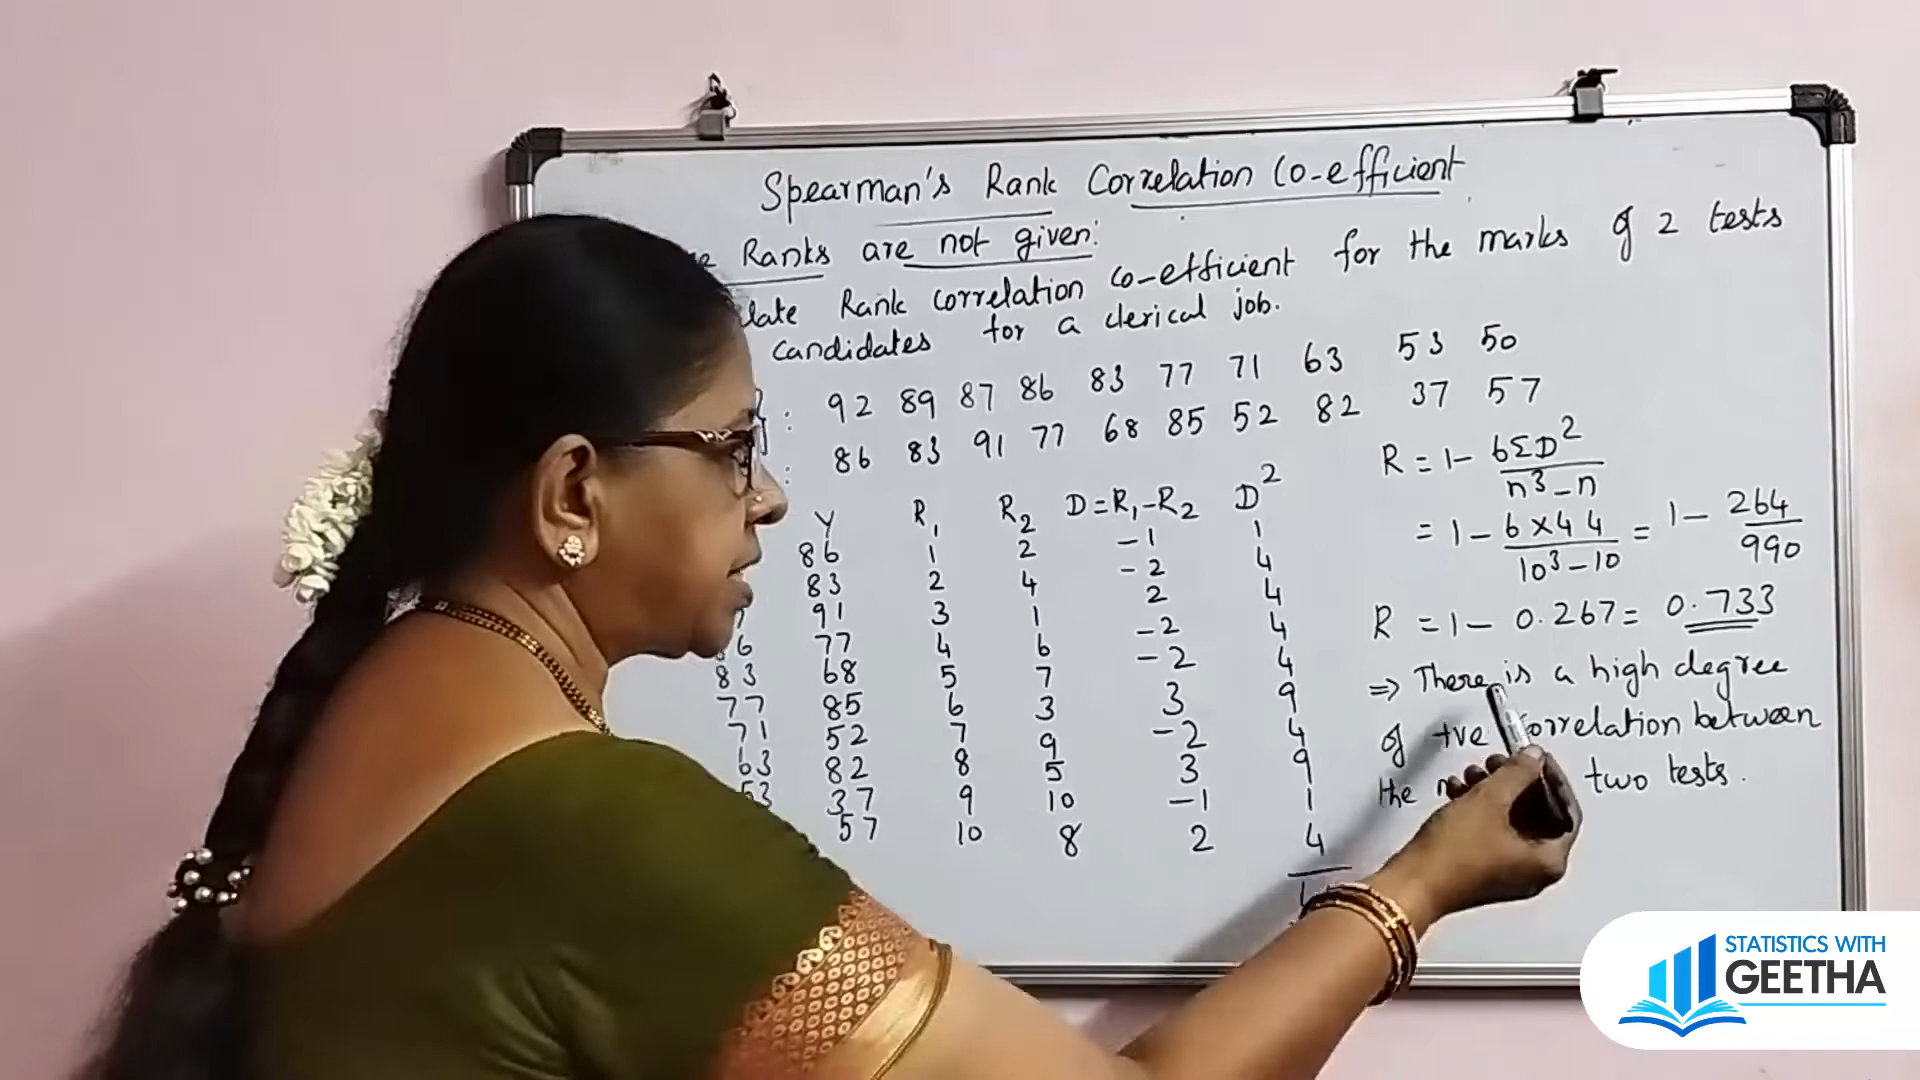 Spearman's Rank Correlation Co-efficient
Ranks are not given:
Rank correlation co-efficient for the marks of 2 tests
candidates for a clerical job.
: 92 89 87 86 83 77 71 63 53 50
: 86 83 91 77 68 85 52 82 37 57
Y R1 R2 D=R1-R2 D²
86 1 2 -1 1
83 2 4 -2 4
91 3 1 2 4
77 4 6 -2 4
83 68 5 7 -2 4
77 85 6 3 3 9
71 52 7 9 -2 4
63 82 8 5 3 9
53 37 9 10 -1 1
57 10 8 2 4
R = 1- 6ΣD² / n³-n
= 1- 6×44 / 10³-10 = 1- 264 / 990
R = 1- 0.267= 0.733
⇒ There is a high degree
of +ve correlation between
the two tests.
STATISTICS WITH
GEETHA